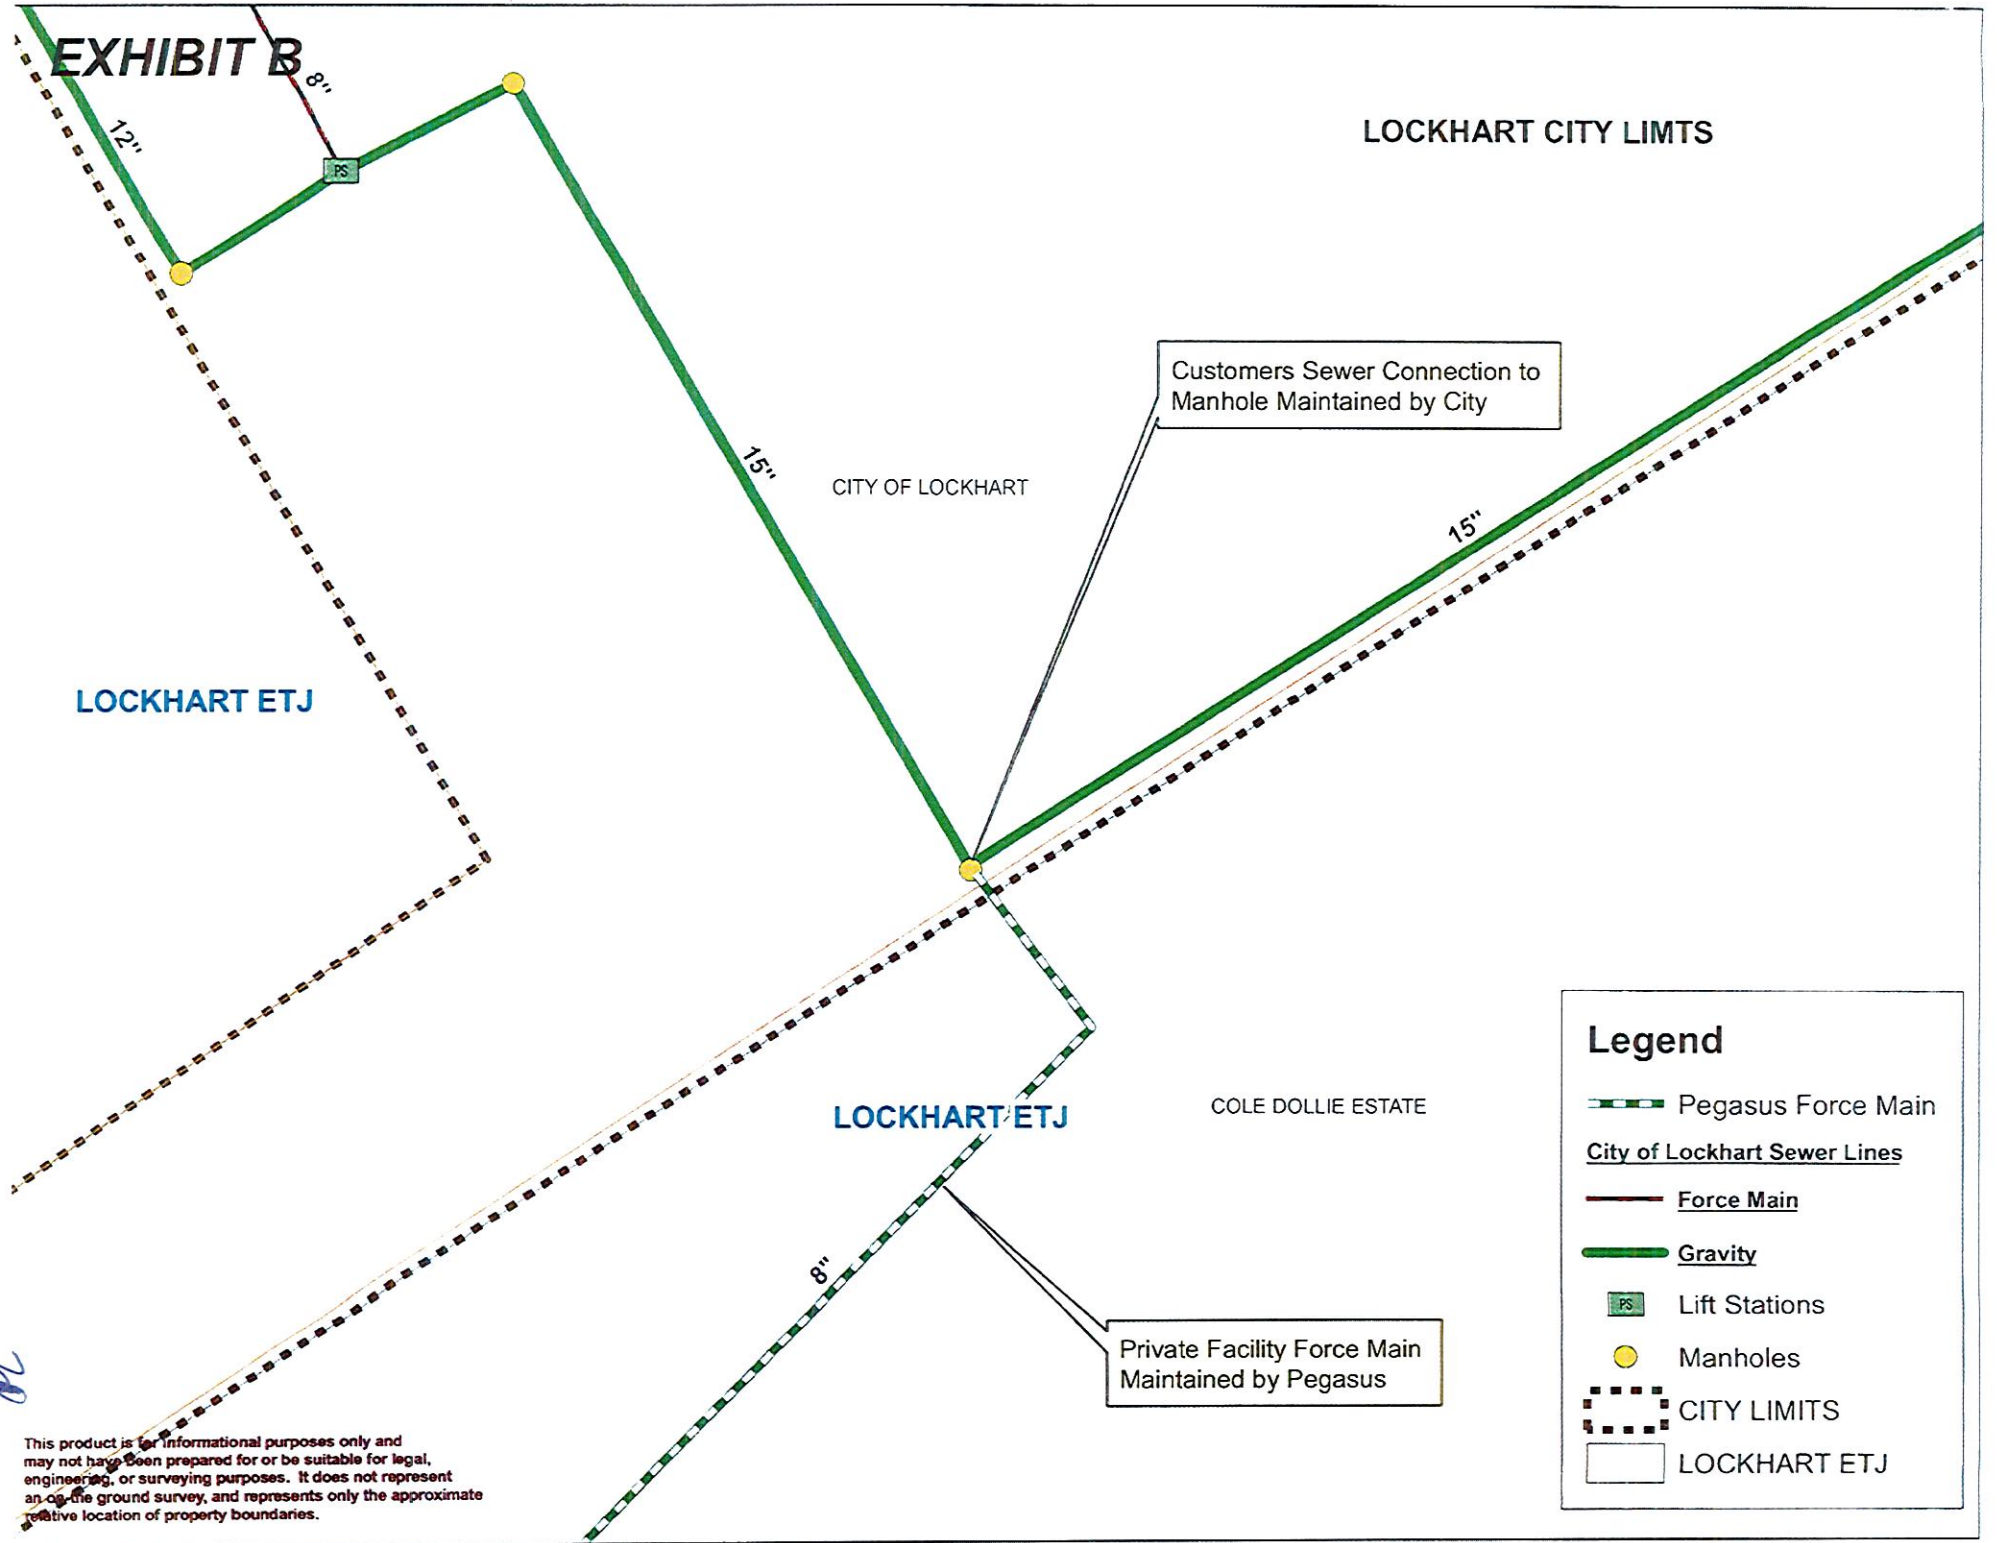 EXHIBIT B
8"
12"
PS
LOCKHART CITY LIMTS
Customers Sewer Connection to
Manhole Maintained by City
15"
CITY OF LOCKHART
15"
LOCKHART ETJ
LOCKHART ETJ
COLE DOLLIE ESTATE
8"
Private Facility Force Main
Maintained by Pegasus
Legend
Pegasus Force Main
City of Lockhart Sewer Lines
Force Main
Gravity
PS Lift Stations
Manholes
CITY LIMITS
LOCKHART ETJ
This product is for informational purposes only and
may not have been prepared for or be suitable for legal,
engineering, or surveying purposes. It does not represent
an on-the ground survey, and represents only the approximate
relative location of property boundaries.